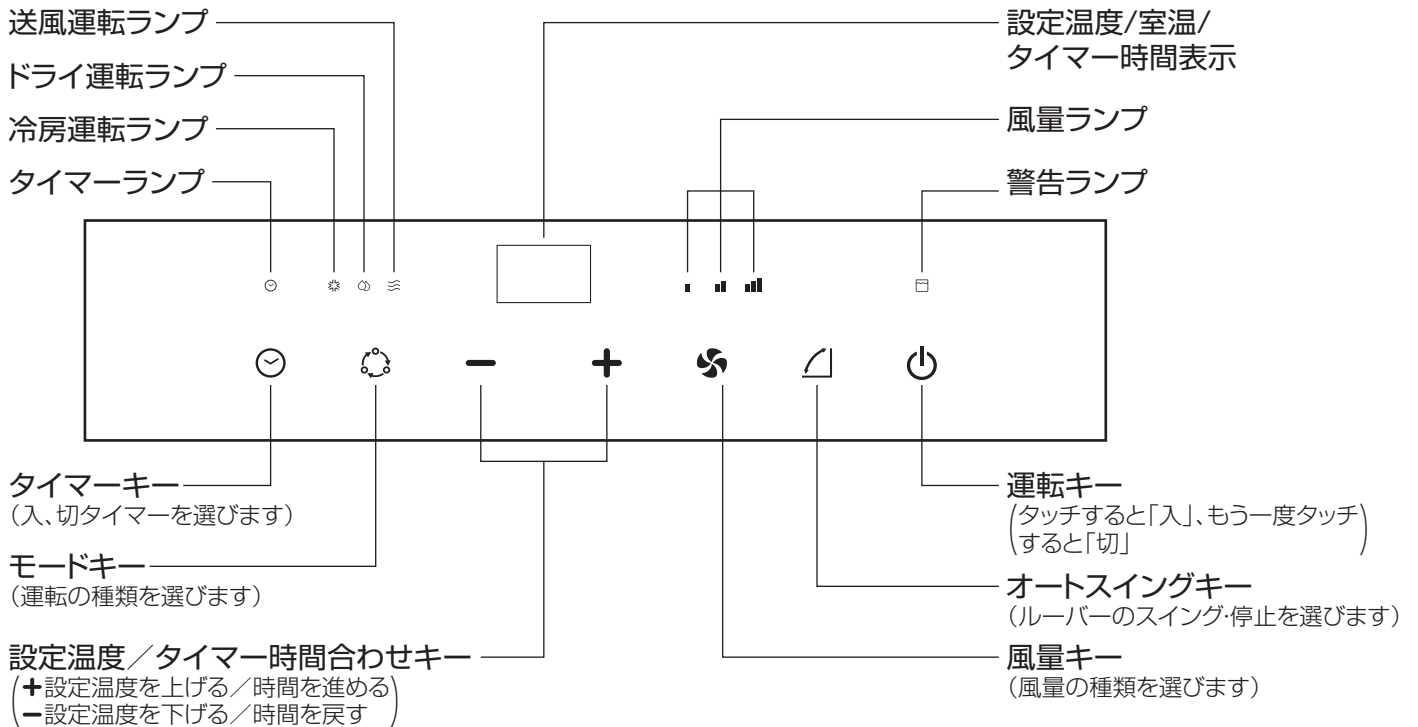 送風運転ランプ
ドライ運転ランプ
冷房運転ランプ
タイマーランプ
設定温度/室温/
タイマー時間表示
風量ランプ
警告ランプ
タイマーキー
（入、切タイマーを選びます）
モードキー
（運転の種類を選びます）
設定温度／タイマー時間合わせキー
（+設定温度を上げる／時間を進める
−設定温度を下げる／時間を戻す）
運転キー
（タッチすると「入」、もう一度タッチ
すると「切」）
オートスイングキー
（ルーバーのスイング・停止を選びます）
風量キー
（風量の種類を選びます）